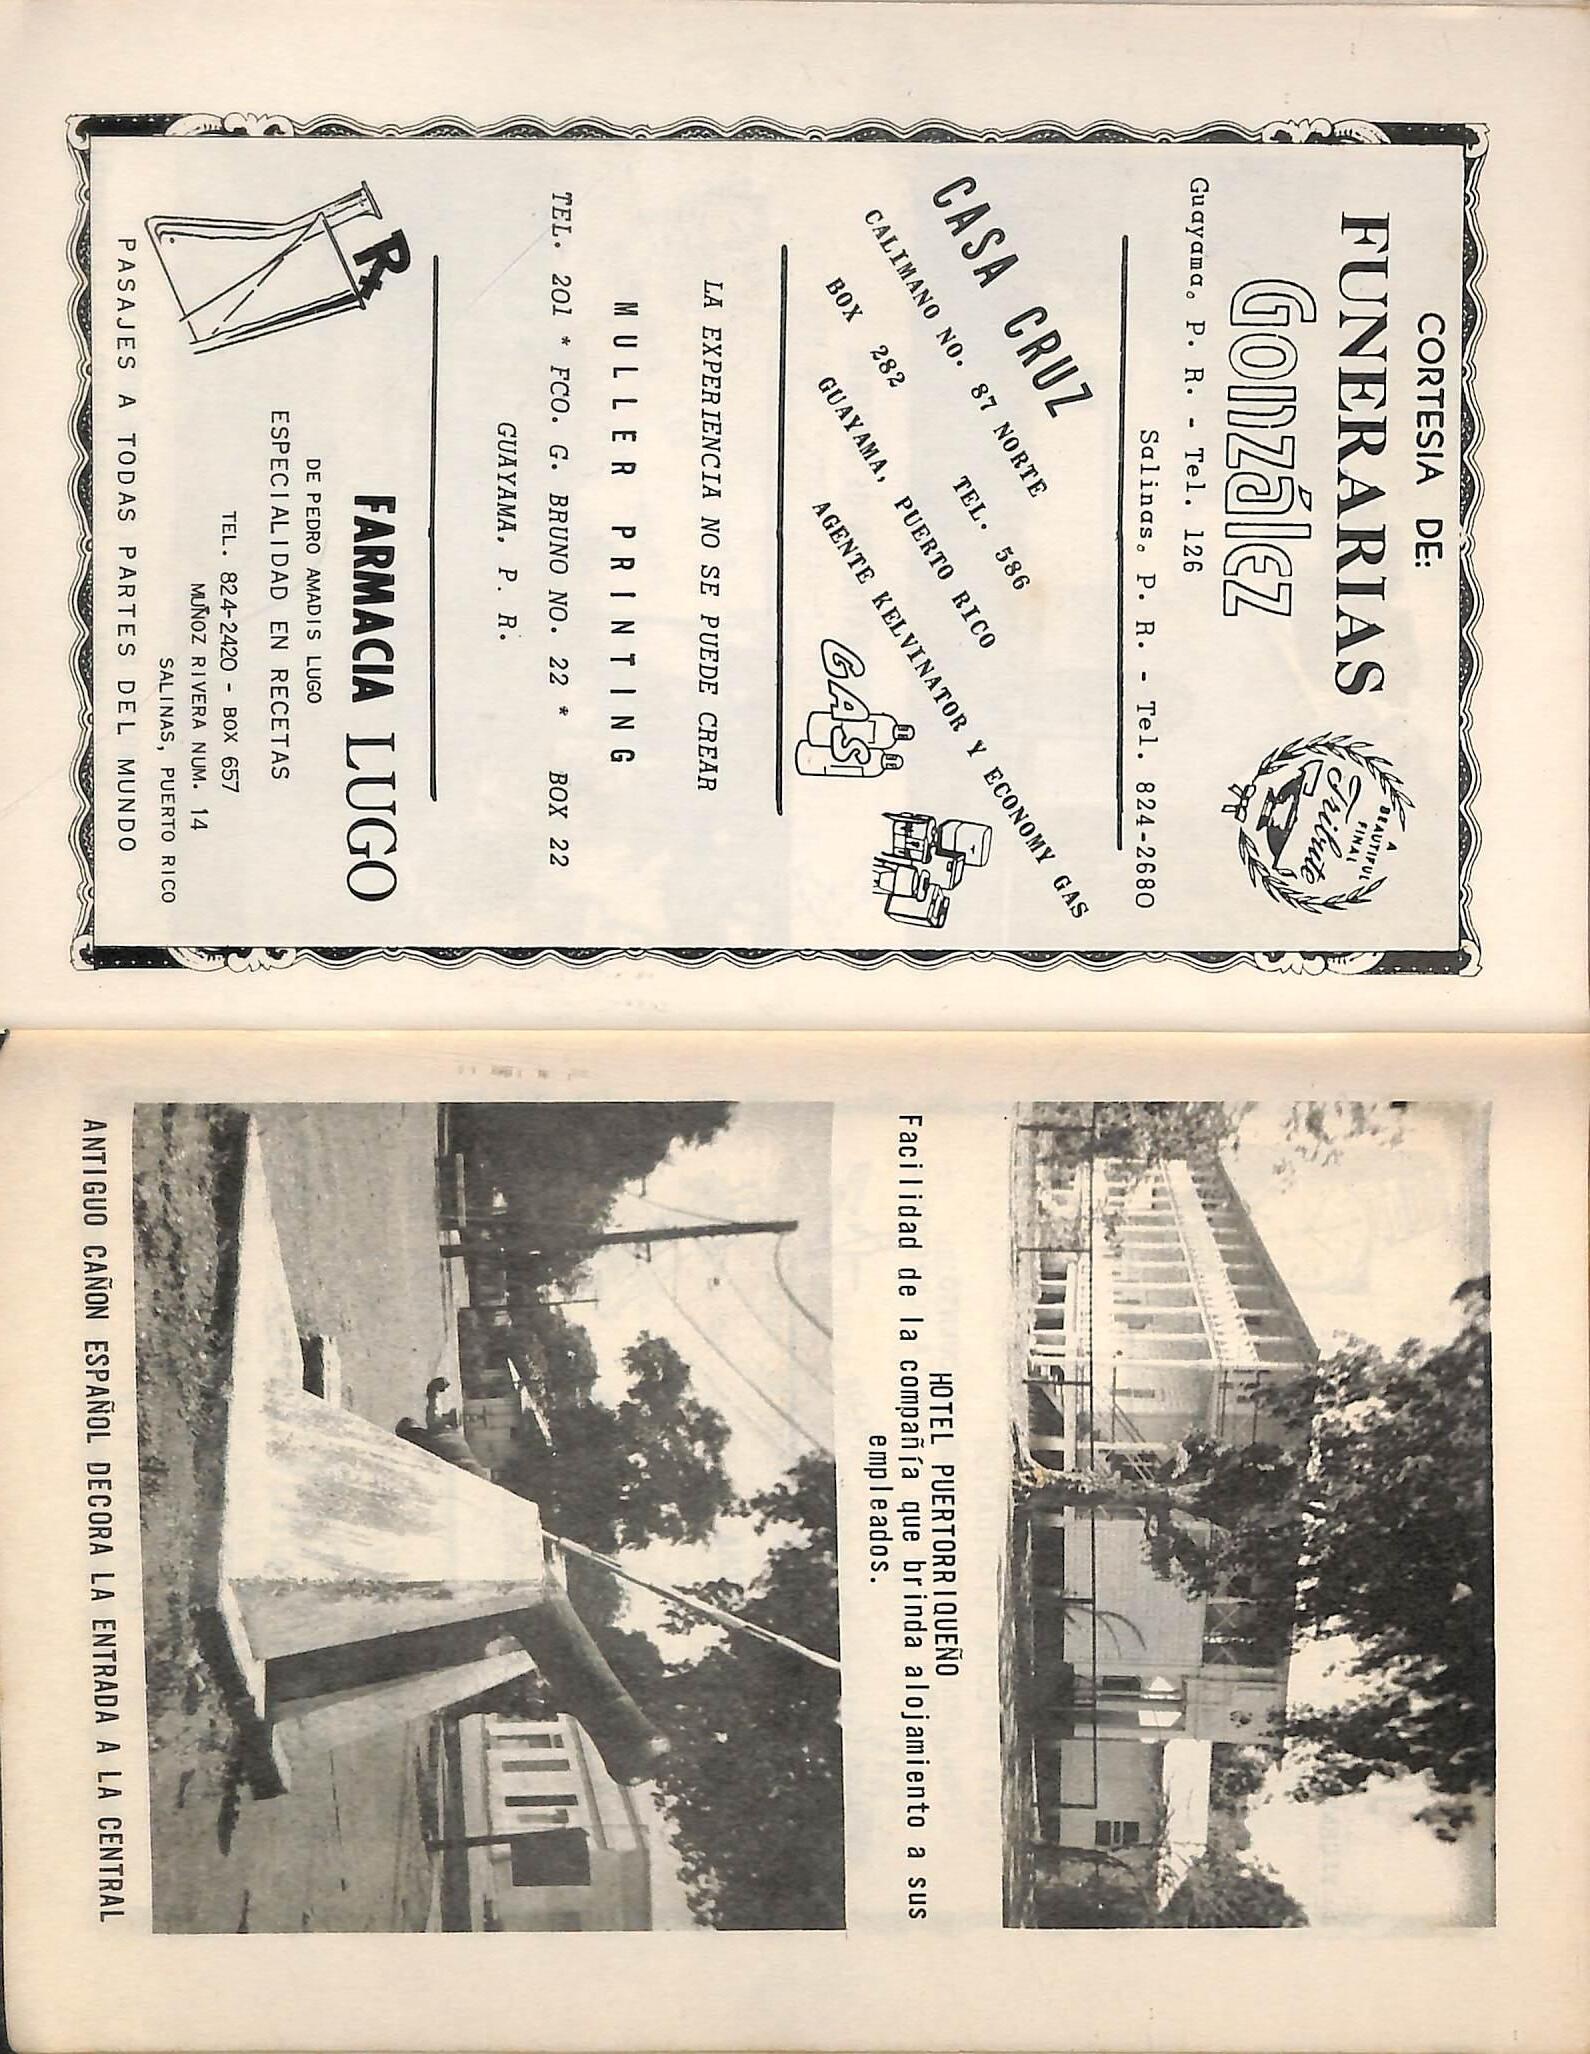 CORTESIA DE:
FUNERARIAS
González
A
BEAUTIFUL
FINAL
Tribute
Guayama. P. R. - Tel. 126
Salinas. P. R. - Tel. 824-2680
CASA CRUZ
CALIMANO NO. 87 NORTE
TEL. 586
BOX 282
GUAYAMA, PUERTO RICO
AGENTE KELVINATOR Y ECONOMY GAS
GAS
LA EXPERIENCIA NO SE PUEDE CREAR
MULLER PRINTING
TEL. 201 * FCO. G. BRUNO NO. 22 * BOX 22
GUAYAMA, P. R.
Rx
FARMACIA LUGO
DE PEDRO AMADIS LUGO
ESPECIALIDAD EN RECETAS
TEL. 824-2420 - BOX 657
MUÑOZ RIVERA NUM. 14
SALINAS, PUERTO RICO
PASAJES A TODAS PARTES DEL MUNDO
HOTEL PUERTORRIQUEÑO
Facilidad de la compañía que brinda alojamiento a sus
empleados.
ANTIGUO CAÑON ESPAÑOL DECORA LA ENTRADA A LA CENTRAL